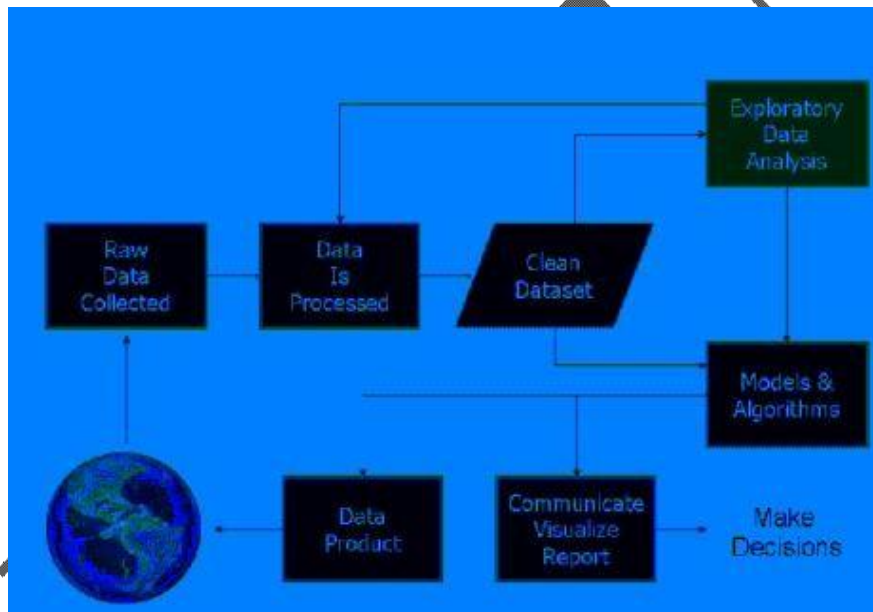 Exploratory
Data
Analysis
Raw
Data
Collected
Data
Is
Processed
Clean
Dataset
Models &
Algorithms
Data
Product
Communicate
Visualize
Report
Make
Decisions